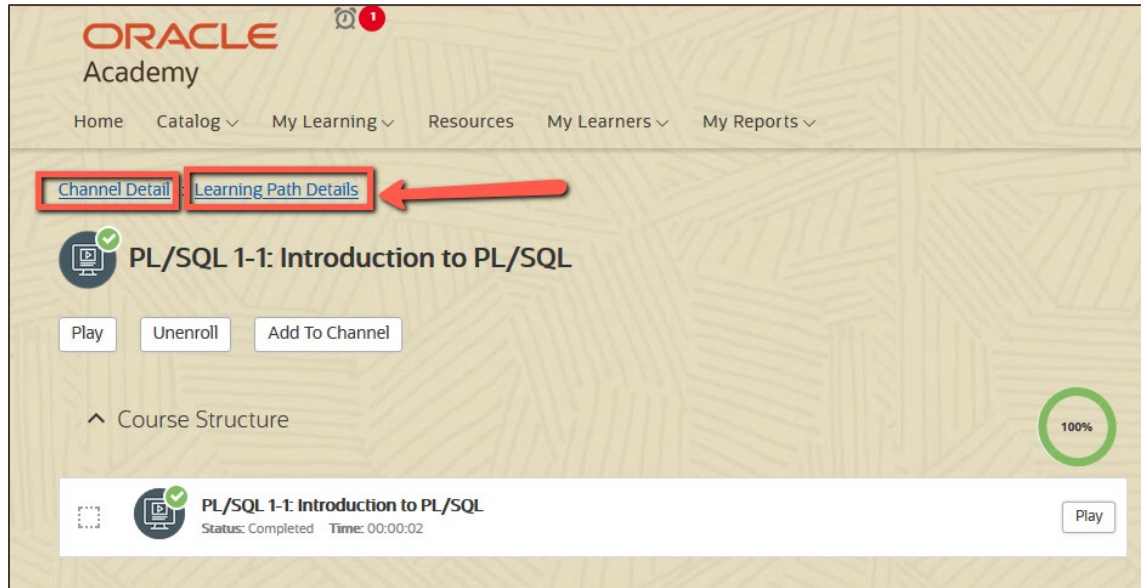 ORACLE
Academy
1
Home Catalog My Learning Resources My Learners My Reports
Channel Detail : Learning Path Details
PL/SQL 1-1: Introduction to PL/SQL
Play Unenroll Add To Channel
Course Structure
100%
PL/SQL 1-1: Introduction to PL/SQL
Status: Completed Time: 00:00:02
Play